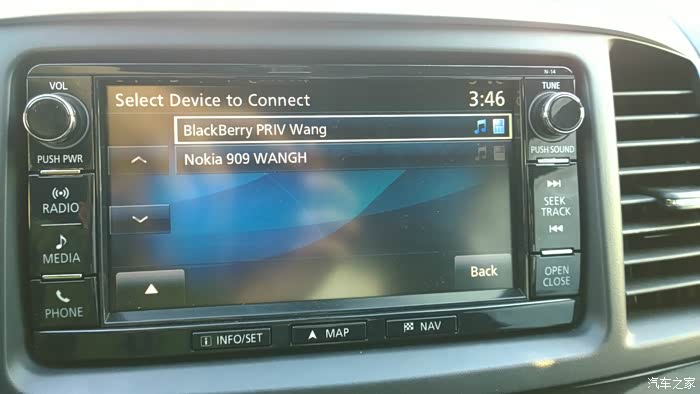 N-14
VOL
TUNE
Select Device to Connect 3:46
BlackBerry PRIV Wang
Nokia 909 WANGH
PUSH PWR
PUSH SOUND
RADIO
SEEK
TRACK
MEDIA
Back
OPEN
CLOSE
PHONE
INFO/SET
MAP
NAV
汽车之家